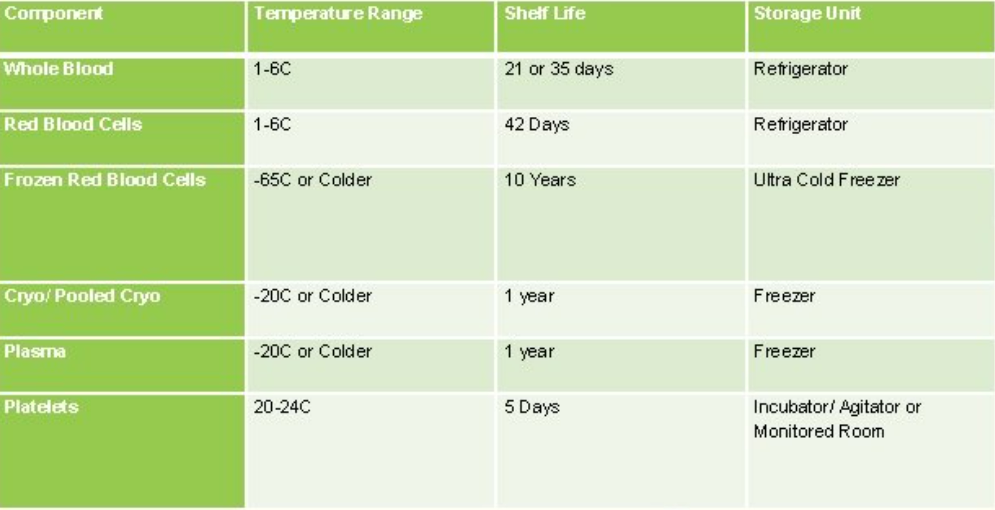 Component Temperature Range Shelf Life Storage Unit
Whole Blood 1-6C 21 or 35 days Refrigerator
Red Blood Cells 1-6C 42 Days Refrigerator
Frozen Red Blood Cells -65C or Colder 10 Years Ultra Cold Freezer
Cryo/ Pooled Cryo -20C or Colder 1 year Freezer
Plasma -20C or Colder 1 year Freezer
Platelets 20-24C 5 Days Incubator/ Agitator or
Monitored Room